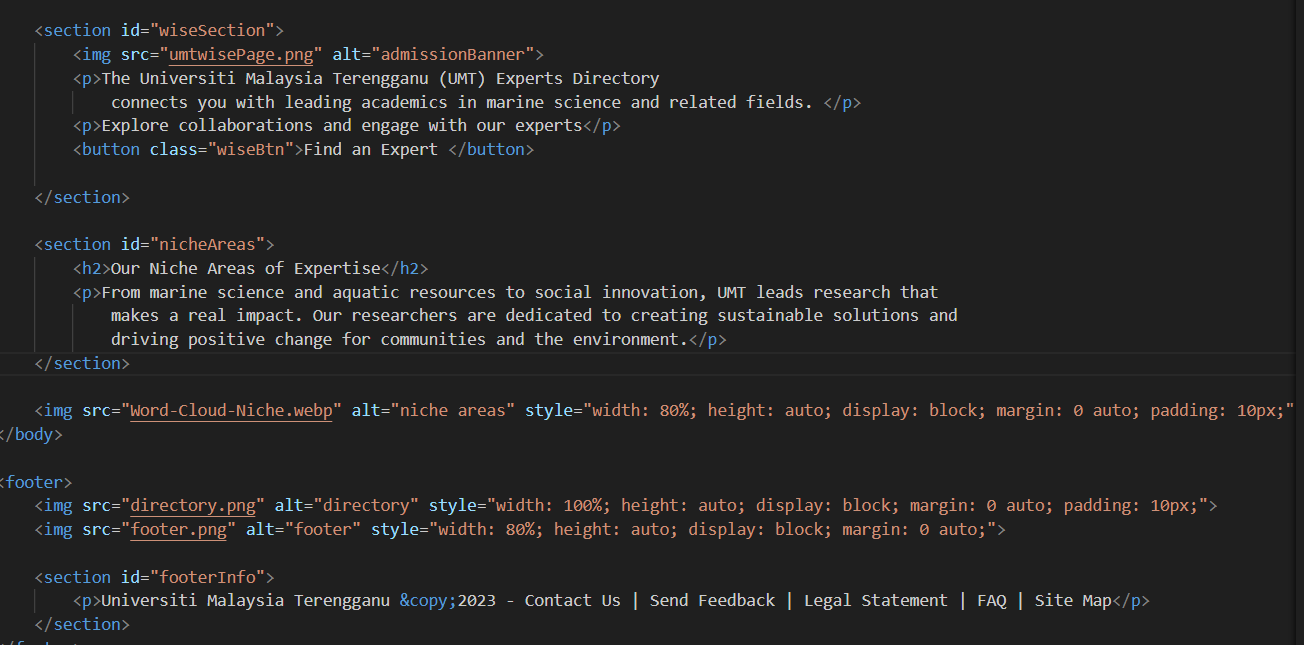 <section id="wiseSection">
<img src="umtwisePage.png" alt="admissionBanner">
<p>The Universiti Malaysia Terengganu (UMT) Experts Directory
connects you with leading academics in marine science and related fields. </p>
<p>Explore collaborations and engage with our experts</p>
<button class="wiseBtn">Find an Expert </button>
</section>
<section id="nicheAreas">
<h2>Our Niche Areas of Expertise</h2>
<p>From marine science and aquatic resources to social innovation, UMT leads research that
makes a real impact. Our researchers are dedicated to creating sustainable solutions and
driving positive change for communities and the environment.</p>
</section>
<img src="Word-Cloud-Niche.webp" alt="niche areas" style="width: 80%; height: auto; display: block; margin: 0 auto; padding: 10px;"
</body>
<footer>
<img src="directory.png" alt="directory" style="width: 100%; height: auto; display: block; margin: 0 auto; padding: 10px;">
<img src="footer.png" alt="footer" style="width: 80%; height: auto; display: block; margin: 0 auto;">
<section id="footerInfo">
<p>Universiti Malaysia Terengganu &copy;2023 - Contact Us | Send Feedback | Legal Statement | FAQ | Site Map</p>
</section>